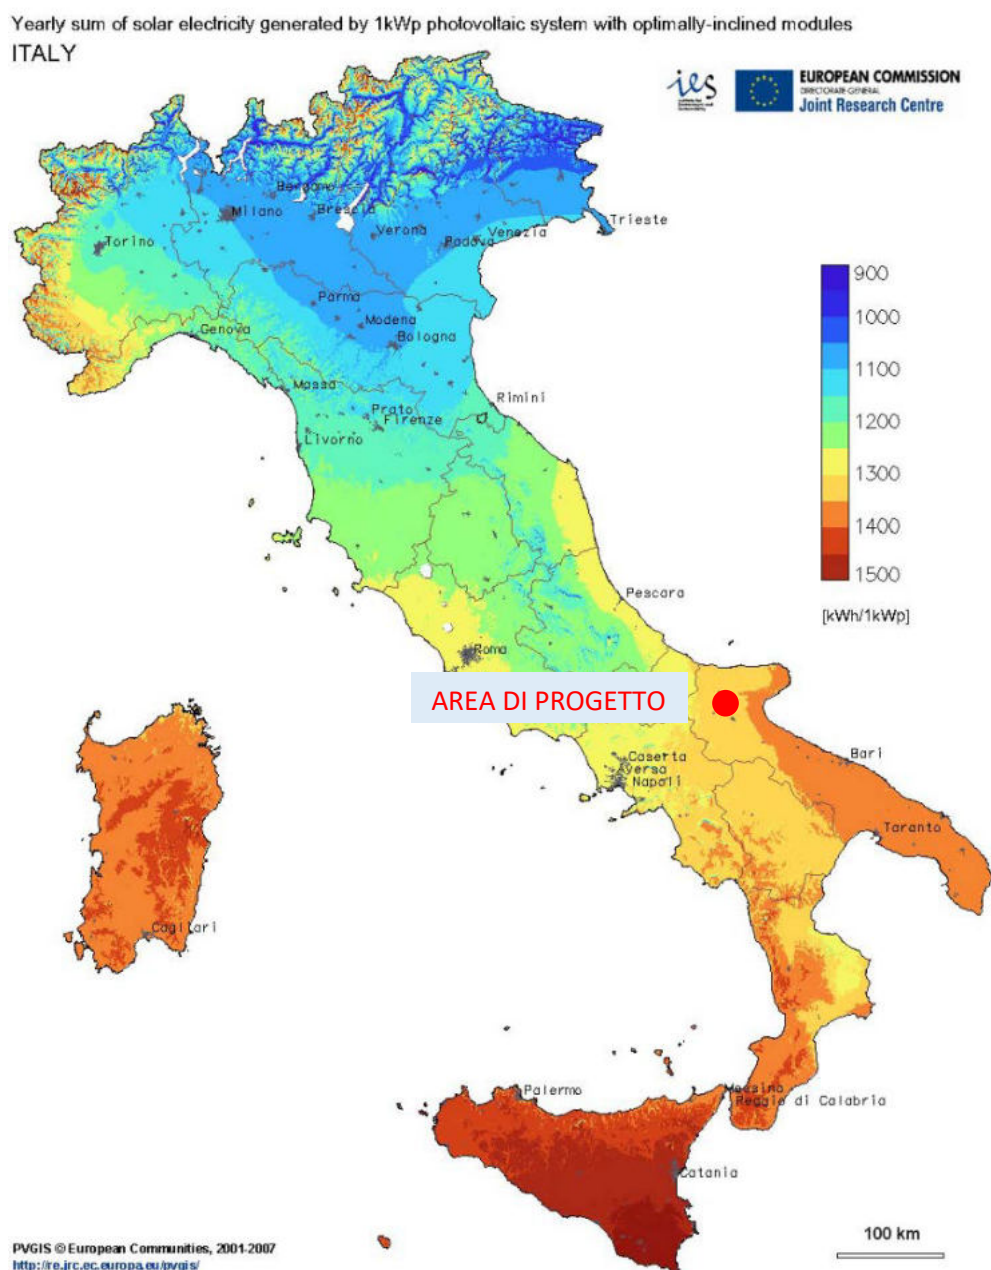 Yearly sum of solar electricity generated by 1kWp photovoltaic system with optimally-inclined modules
ITALY
ies
EUROPEAN COMMISSION
DIRECTORATE-GENERAL
Joint Research Centre
Bergamo
Milano
Brescia
Trieste
Verona
Venezia
Padova
Torino
900
Parma
1000
Modena
Genova
Bologna
1100
Massa
Rimini
Prato
Firenze
1200
Livorno
1300
1400
1500
Pescara
[kWh/1kWp]
Roma
AREA DI PROGETTO
Bari
Caserta
Aversa
Napoli
Taranto
Cagliari
Palermo
Messina
Reggio di Calabria
Catania
100 km
PVGIS © European Communities, 2001-2007
http://re.jrc.ec.europa.eu/pvgis/